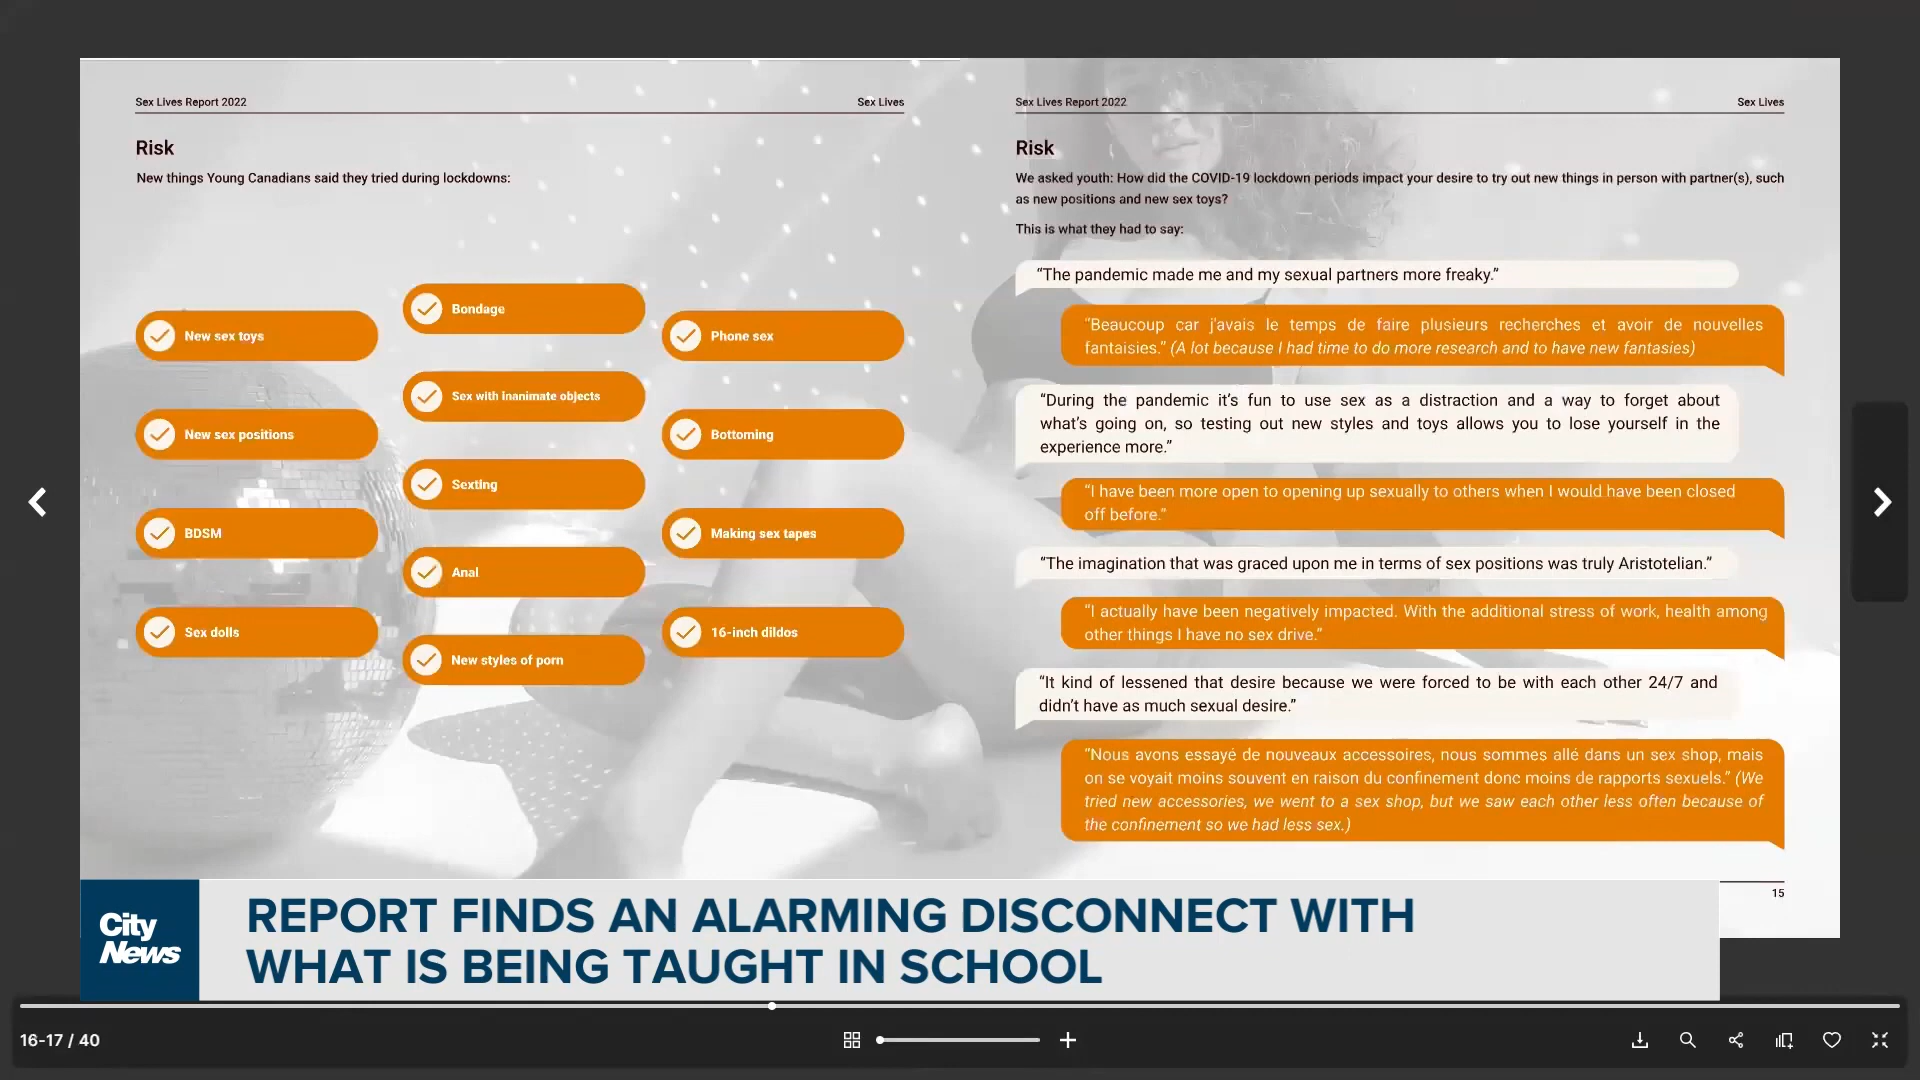 Sex Lives Report 2022
Sex Lives
Risk
New things Young Canadians said they tried during lockdowns:
New sex toys
New sex positions
BDSM
Sex dolls
Bondage
Sex with inanimate objects
Sexting
Anal
New styles of porn
Phone sex
Bottoming
Making sex tapes
16-inch dildos
Sex Lives Report 2022
Sex Lives
Risk
We asked youth: How did the COVID-19 lockdown periods impact your desire to try out new things in person with partner(s), such
as new positions and new sex toys?
This is what they had to say:
“The pandemic made me and my sexual partners more freaky.”
“Beaucoup car j'avais le temps de faire plusieurs recherches et avoir de nouvelles
fantaisies.” (A lot because I had time to do more research and to have new fantasies)
“During the pandemic it’s fun to use sex as a distraction and a way to forget about
what’s going on, so testing out new styles and toys allows you to lose yourself in the
experience more.”
“I have been more open to opening up sexually to others when I would have been closed
off before.”
“The imagination that was graced upon me in terms of sex positions was truly Aristotelian.”
“I actually have been negatively impacted. With the additional stress of work, health among
other things I have no sex drive.”
“It kind of lessened that desire because we were forced to be with each other 24/7 and
didn’t have as much sexual desire.”
“Nous avons essayé de nouveaux accessoires, nous sommes allé dans un sex shop, mais
on se voyait moins souvent en raison du confinement donc moins de rapports sexuels.” (We
tried new accessories, we went to a sex shop, but we saw each other less often because of
the confinement so we had less sex.)
15
City
News
REPORT FINDS AN ALARMING DISCONNECT WITH
WHAT IS BEING TAUGHT IN SCHOOL
16-17 / 40